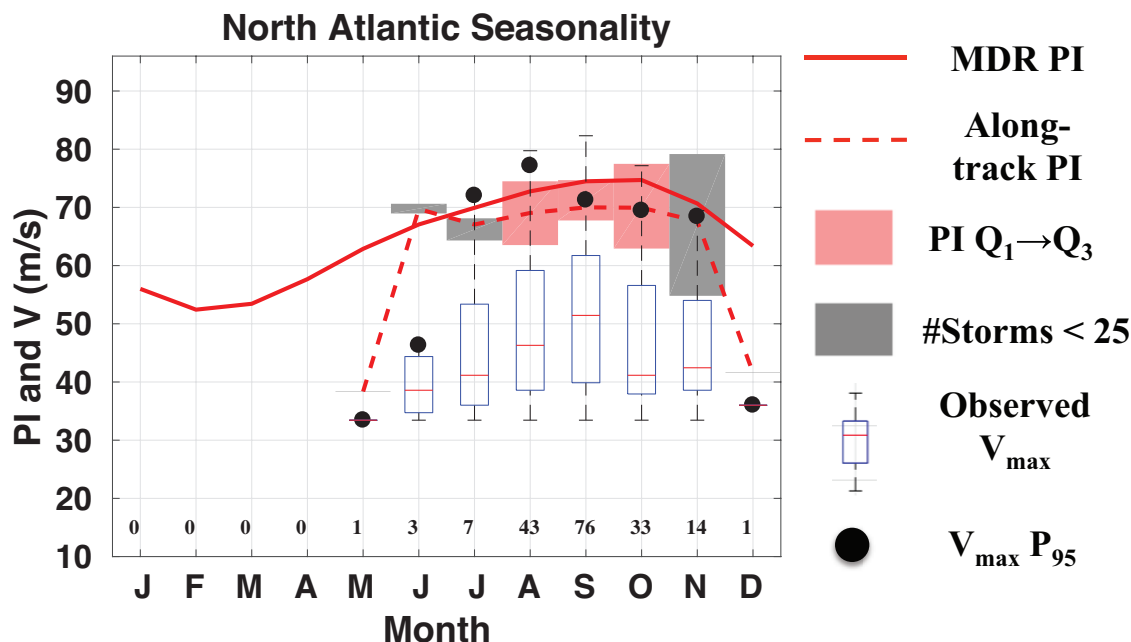 North Atlantic Seasonality
PI and V (m/s)
90
80
70
60
50
40
30
20
10
0 0 0 0 1 3 7 43 76 33 14 1
J F M A M J J A S O N D
Month
MDR PI
Along-
track PI
PI Q₁→Q₃
#Storms < 25
Observed
Vₘₐₓ
Vₘₐₓ P₉₅